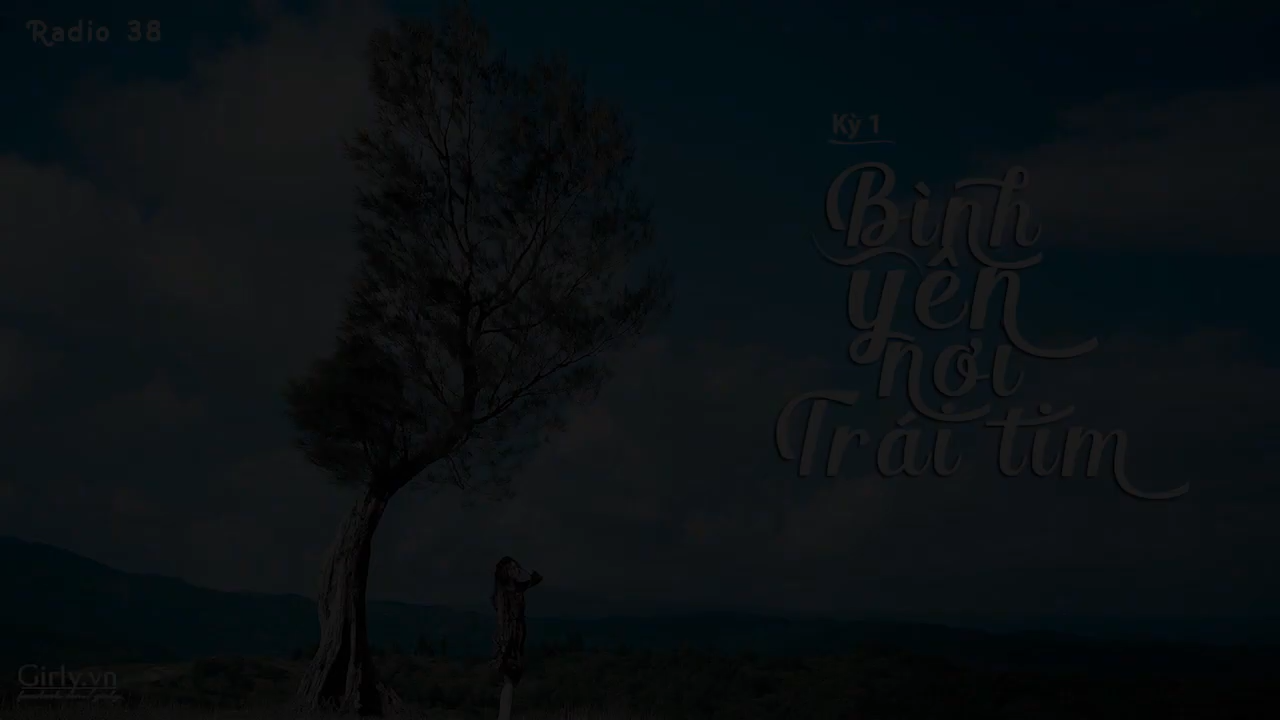 Radio 38
Kỳ 1
Bình
yên
nơi
Trái tim
Girly.vn